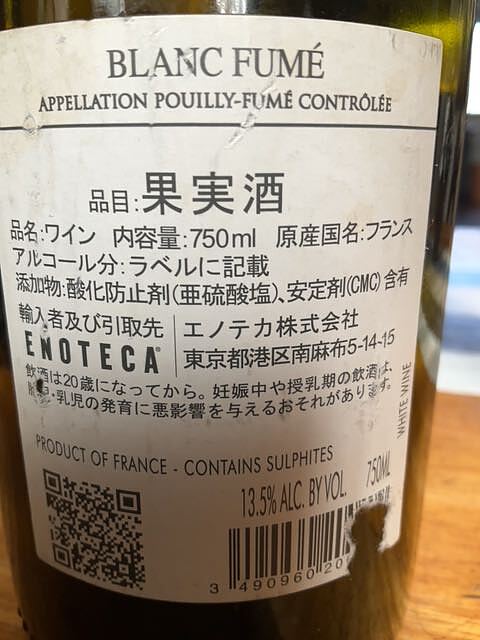 BLANC FUMÉ
APPELLATION POUILLY-FUMÉ CONTRÔLÉE
品目:果実酒
品名:ワイン 内容量:750ml 原産国名:フランス
アルコール分:ラベルに記載
添加物:酸化防止剤(亜硫酸塩)、安定剤(CMC)含有
輸入者及び引取先 エノテカ株式会社
ENOTECA 東京都港区南麻布5-14-15
飲酒は20歳になってから。妊娠中や授乳期の飲酒は、
・乳児の発育に悪影響を与えるおそれがあります。
WHITE WINE
PRODUCT OF FRANCE - CONTAINS SULPHITES
13.5% ALC. BY VOL. 750ML
3 490960 20